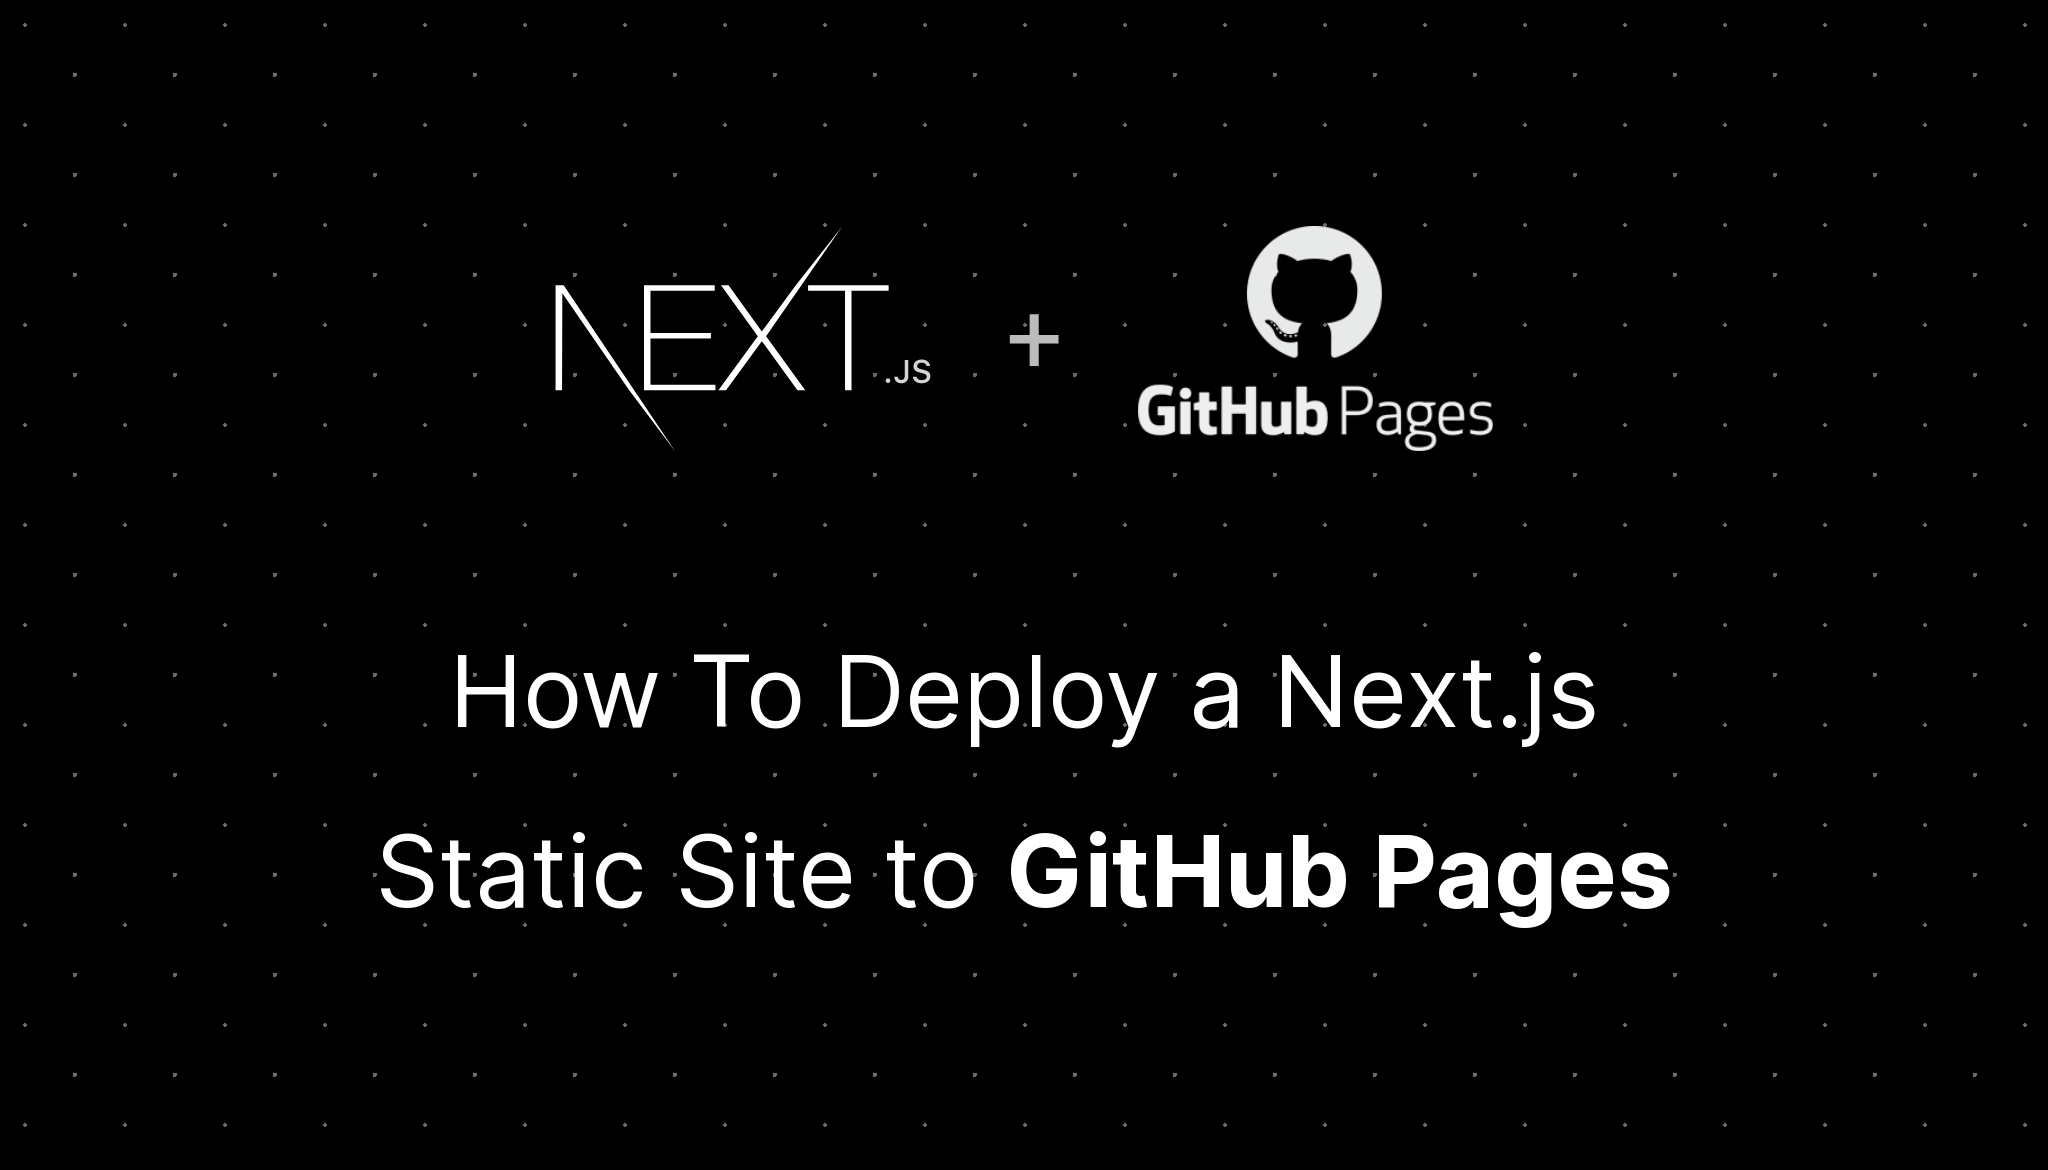 NEXT.JS + GitHub Pages
How To Deploy a Next.js
Static Site to GitHub Pages